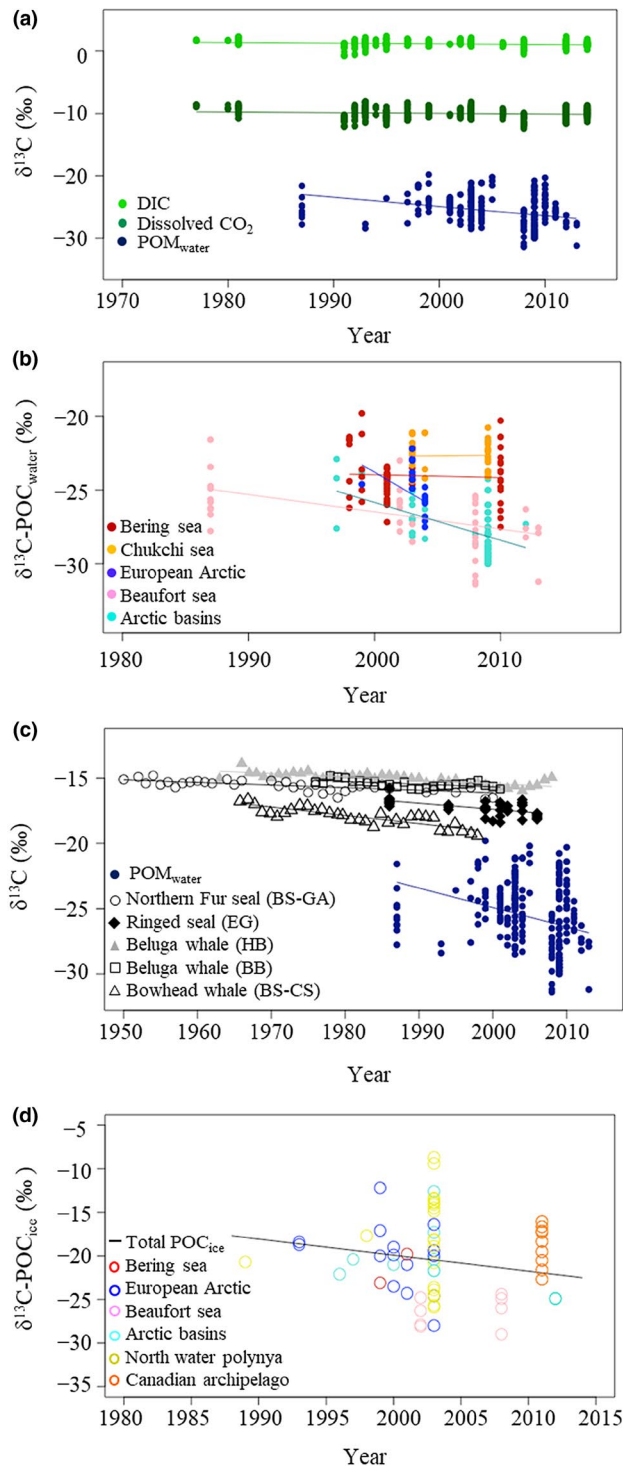 (a)
0
−10
−20
−30
δ¹³C (‰)
DIC
Dissolved CO₂
POM_water
1970 1980 1990 2000 2010
Year
(b)
−20
−25
−30
δ¹³C-POC_water (‰)
Bering sea
Chukchi sea
European Arctic
Beaufort sea
Arctic basins
1980 1990 2000 2010
Year
(c)
−15
−20
−25
−30
δ¹³C (‰)
POM_water
Northern Fur seal (BS-GA)
Ringed seal (EG)
Beluga whale (HB)
Beluga whale (BB)
Bowhead whale (BS-CS)
1950 1960 1970 1980 1990 2000 2010
Year
(d)
−5
−10
−15
−20
−25
−30
−35
δ¹³C-POC_ice (‰)
Total POC_ice
Bering sea
European Arctic
Beaufort sea
Arctic basins
North water polynya
Canadian archipelago
1980 1985 1990 1995 2000 2005 2010 2015
Year